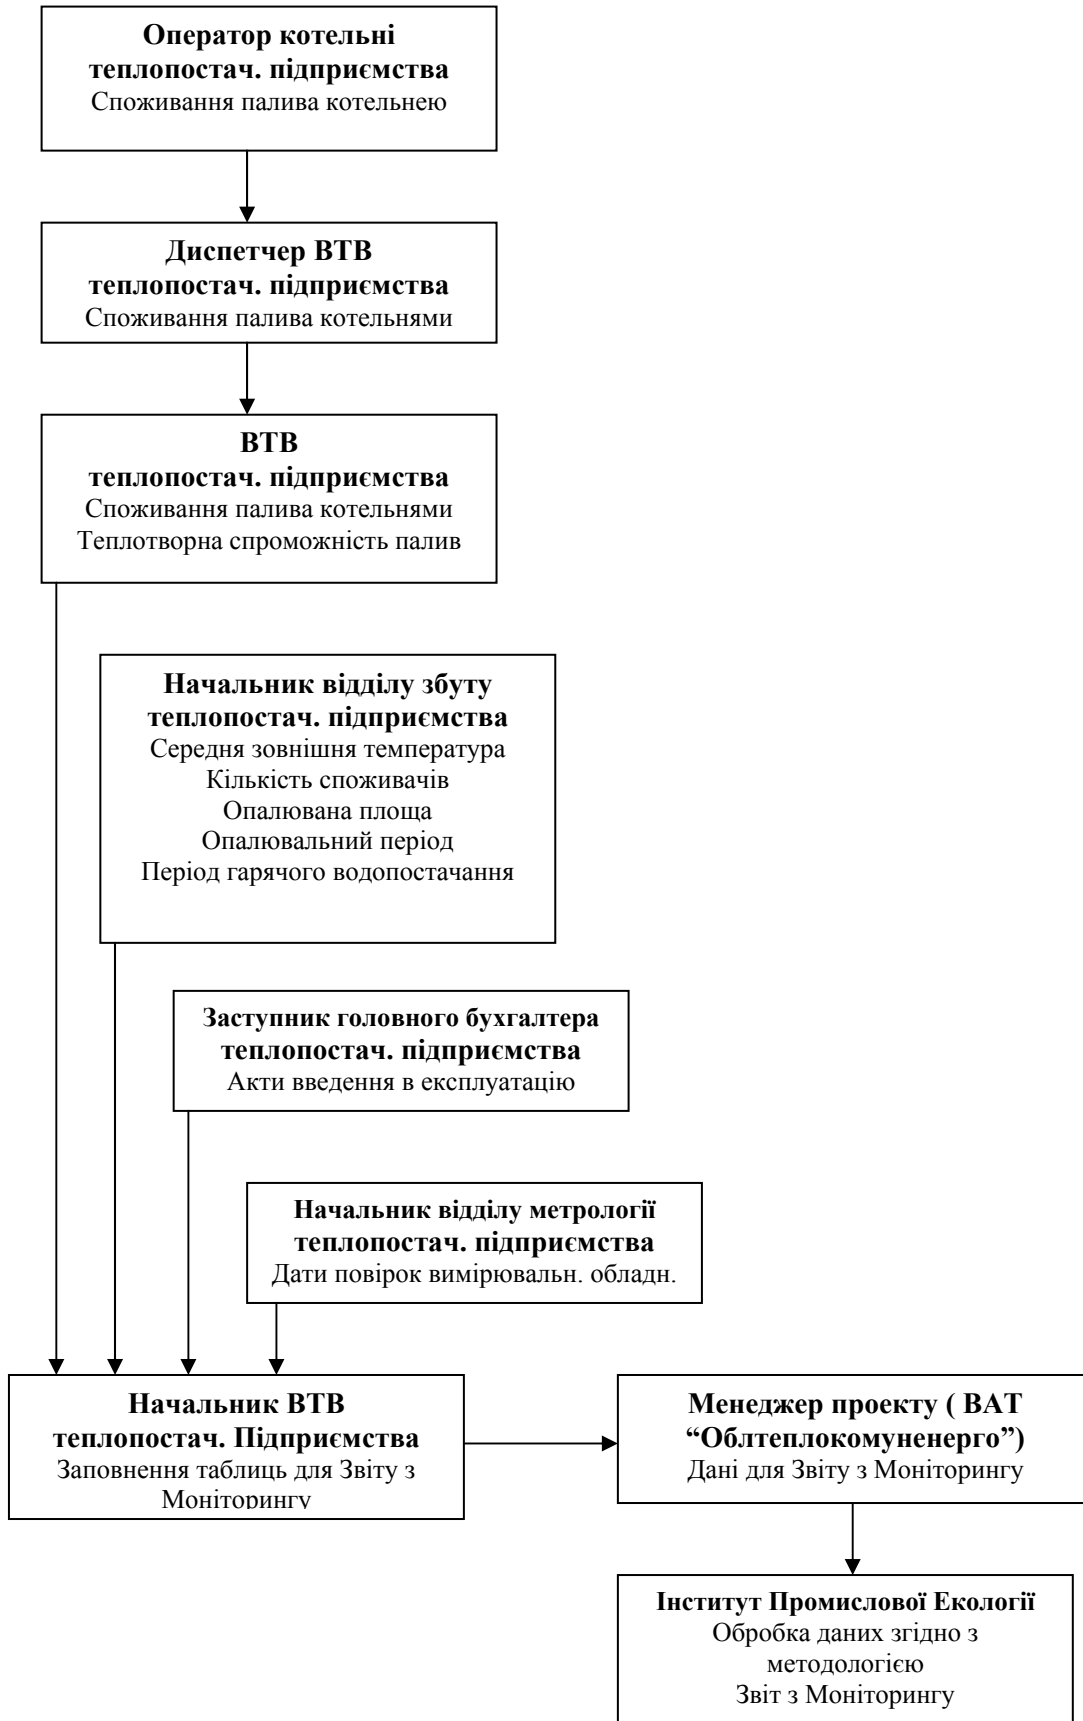 Оператор котельні
теплопостач. підприємства
Споживання палива котельнею
Диспетчер ВТВ
теплопостач. підприємства
Споживання палива котельнями
ВТВ
теплопостач. підприємства
Споживання палива котельнями
Теплотворна спроможність палив
Начальник відділу збуту
теплопостач. підприємства
Середня зовнішня температура
Кількість споживачів
Опалювана площа
Опалювальний період
Період гарячого водопостачання
Заступник головного бухгалтера
теплопостач. підприємства
Акти введення в експлуатацію
Начальник відділу метрології
теплопостач. підприємства
Дати повірок вимірювальн. обладн.
Начальник ВТВ
теплопостач. Підприємства
Заповнення таблиць для Звіту з
Моніторингу
Менеджер проекту ( ВАТ
“Облтеплокомуненерго”)
Дані для Звіту з Моніторингу
Інститут Промислової Екології
Обробка даних згідно з
методологією
Звіт з Моніторингу